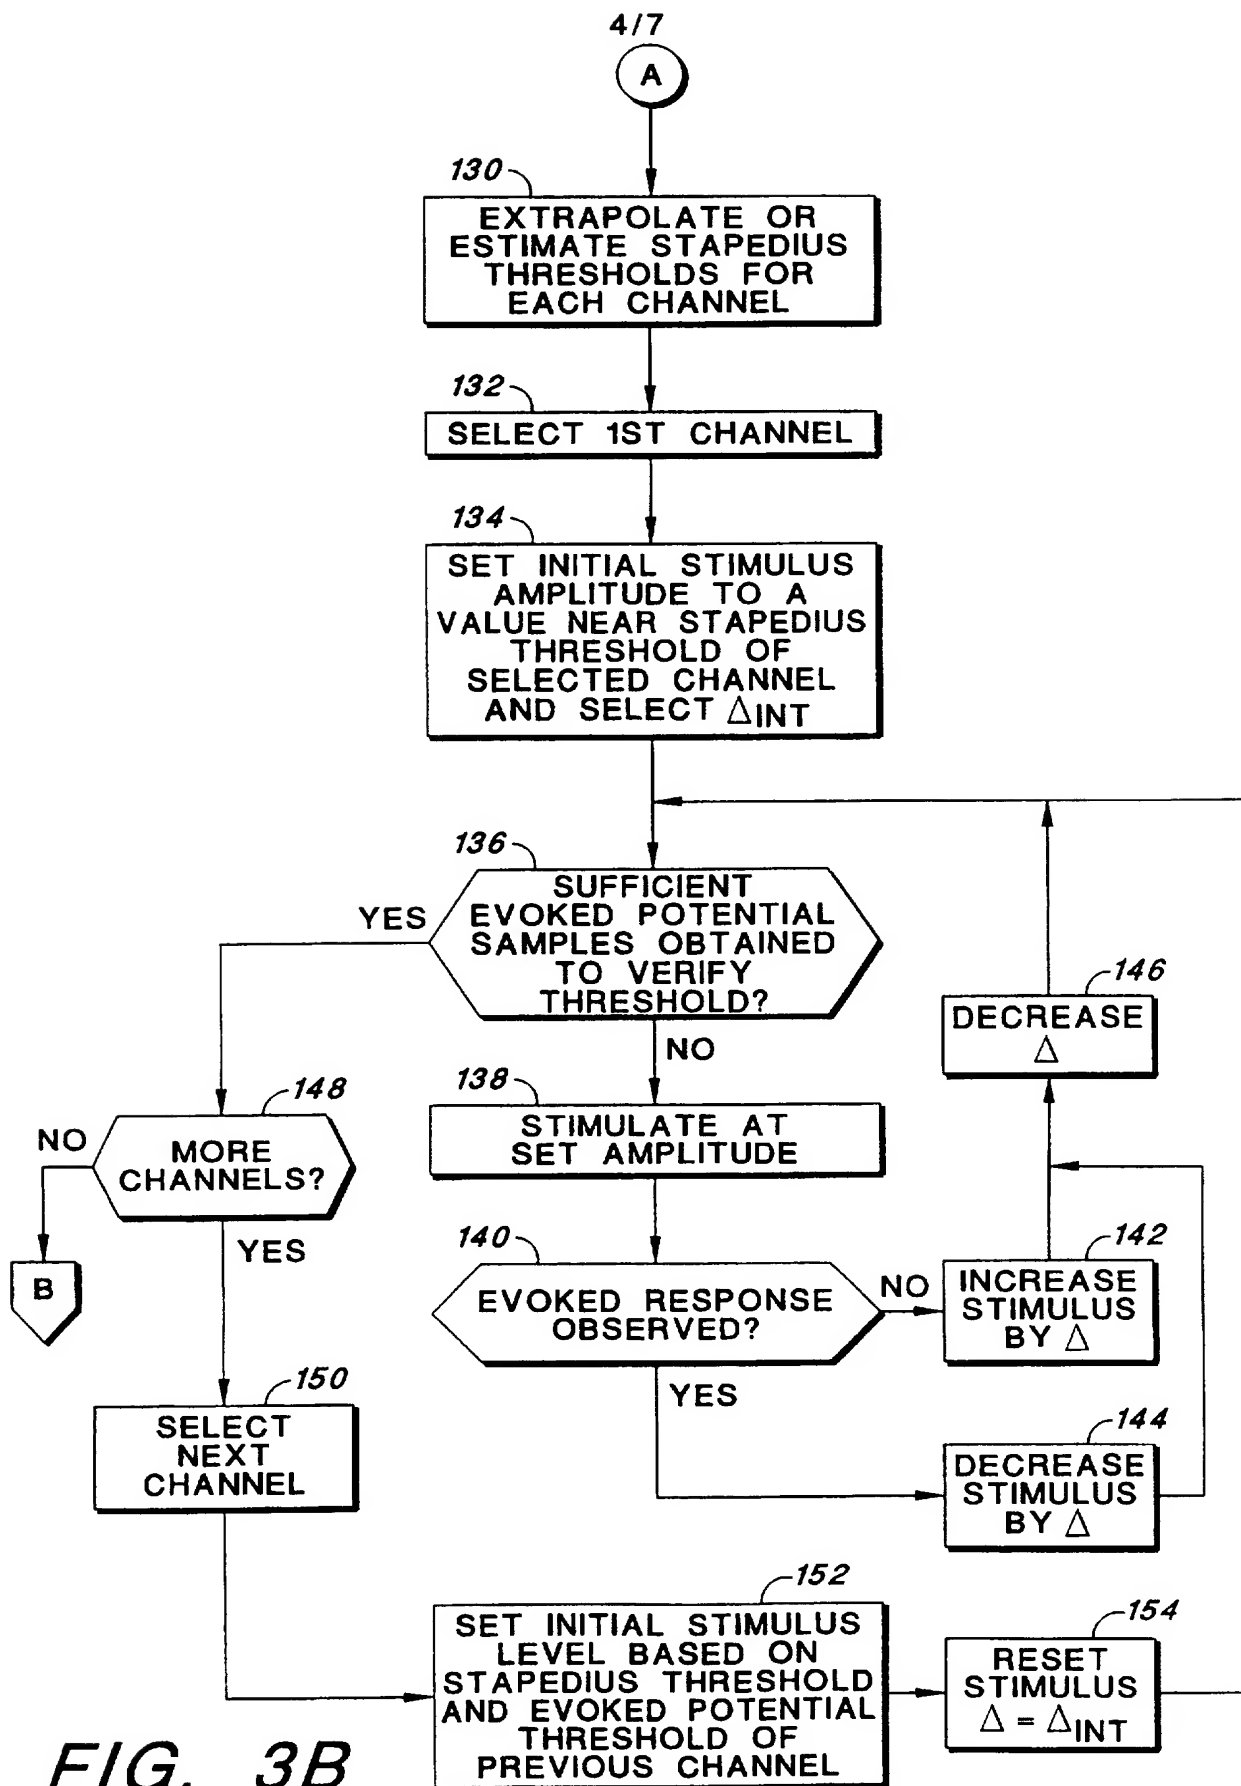 4/7
A
130
EXTRAPOLATE OR
ESTIMATE STAPEDIUS
THRESHOLDS FOR
EACH CHANNEL
132
SELECT 1ST CHANNEL
134
SET INITIAL STIMULUS
AMPLITUDE TO A
VALUE NEAR STAPEDIUS
THRESHOLD OF
SELECTED CHANNEL
AND SELECT ΔINT
136
SUFFICIENT
EVOKED POTENTIAL
SAMPLES OBTAINED
TO VERIFY
THRESHOLD?
YES
NO
146
DECREASE
Δ
138
STIMULATE AT
SET AMPLITUDE
148
MORE
CHANNELS?
NO
YES
B
140
EVOKED RESPONSE
OBSERVED?
NO
YES
142
INCREASE
STIMULUS
BY Δ
144
DECREASE
STIMULUS
BY Δ
150
SELECT
NEXT
CHANNEL
152
SET INITIAL STIMULUS
LEVEL BASED ON
STAPEDIUS THRESHOLD
AND EVOKED POTENTIAL
THRESHOLD OF
PREVIOUS CHANNEL
154
RESET
STIMULUS
Δ = ΔINT
FIG. 3B